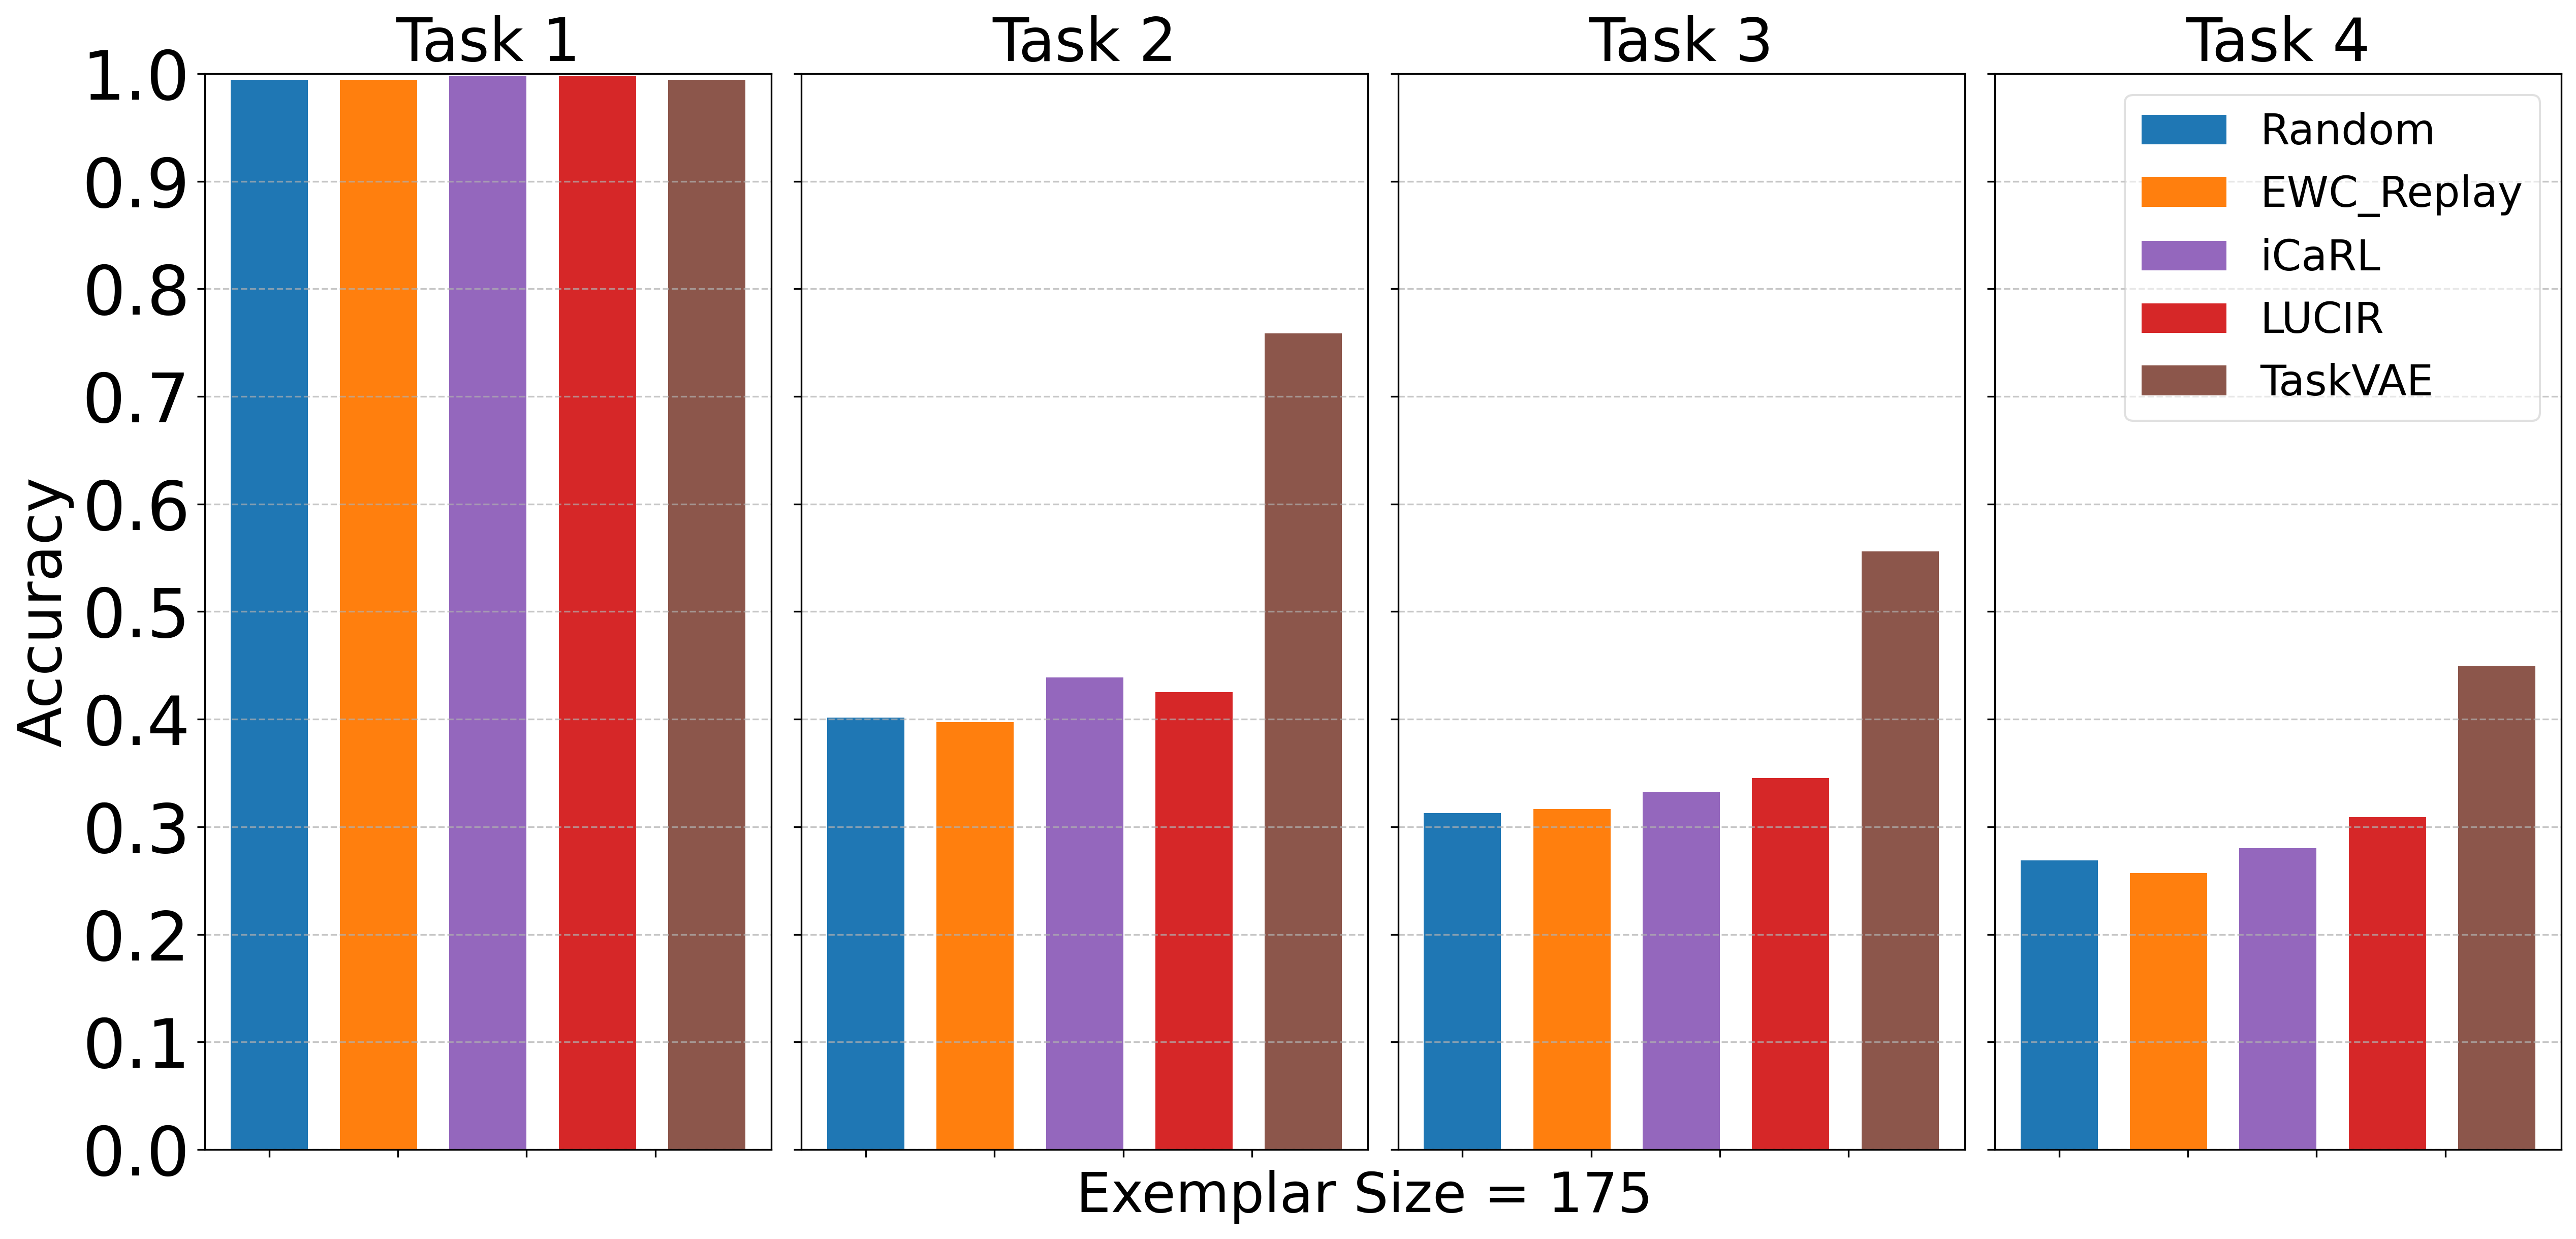 Task 1
Task 2
Task 3
Task 4
1.0
0.9
0.8
0.7
0.6
0.5
0.4
0.3
0.2
0.1
0.0
Accuracy
Random
EWC_Replay
iCaRL
LUCIR
TaskVAE
Exemplar Size = 175